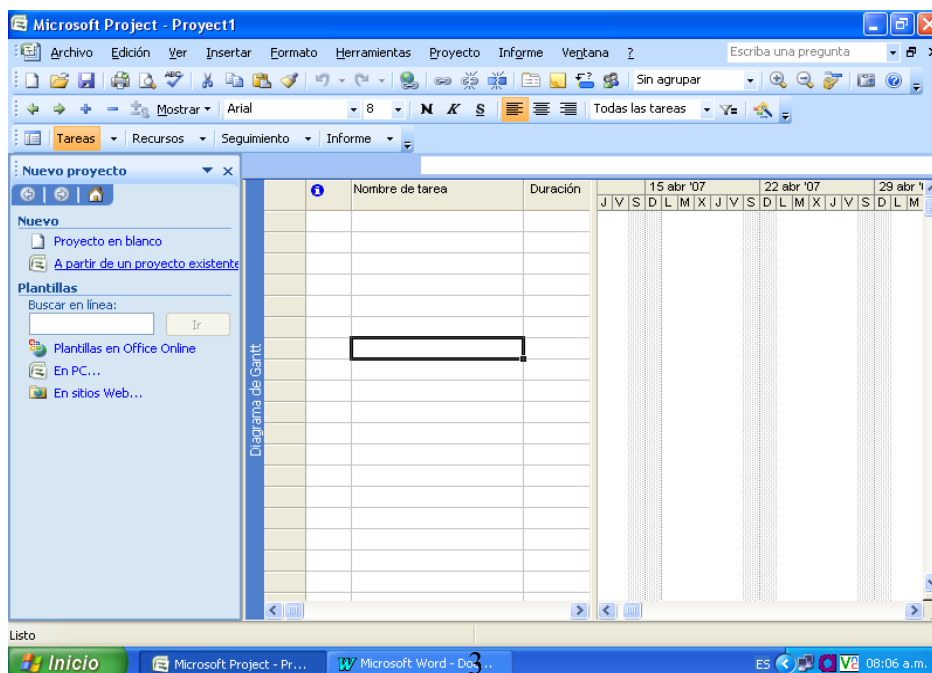 Microsoft Project - Proyect1
Archivo Edición Ver Insertar Formato Herramientas Proyecto Informe Ventana ? Escriba una pregunta
ABC Sin agrupar
Mostrar Arial 8 N K S Todas las tareas
Tareas Recursos Seguimiento Informe
Nuevo proyecto
Nuevo
Proyecto en blanco
A partir de un proyecto existente
Plantillas
Buscar en línea:
Ir
Plantillas en Office Online
En PC...
En sitios Web...
Diagrama de Gantt
Nombre de tarea Duración
15 abr '07 22 abr '07 29 abr '
J V S D L M X J V S D L M X J V S D L M
Listo
Inicio Microsoft Project - Pr... Microsoft Word - Do
3
ES 08:06 a.m.